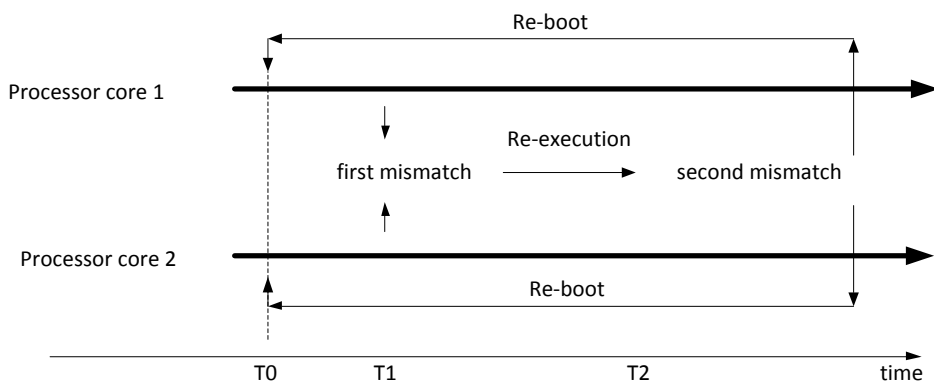 Re-boot
Processor core 1
Re-execution
first mismatch
second mismatch
Processor core 2
Re-boot
T0
T1
T2
time